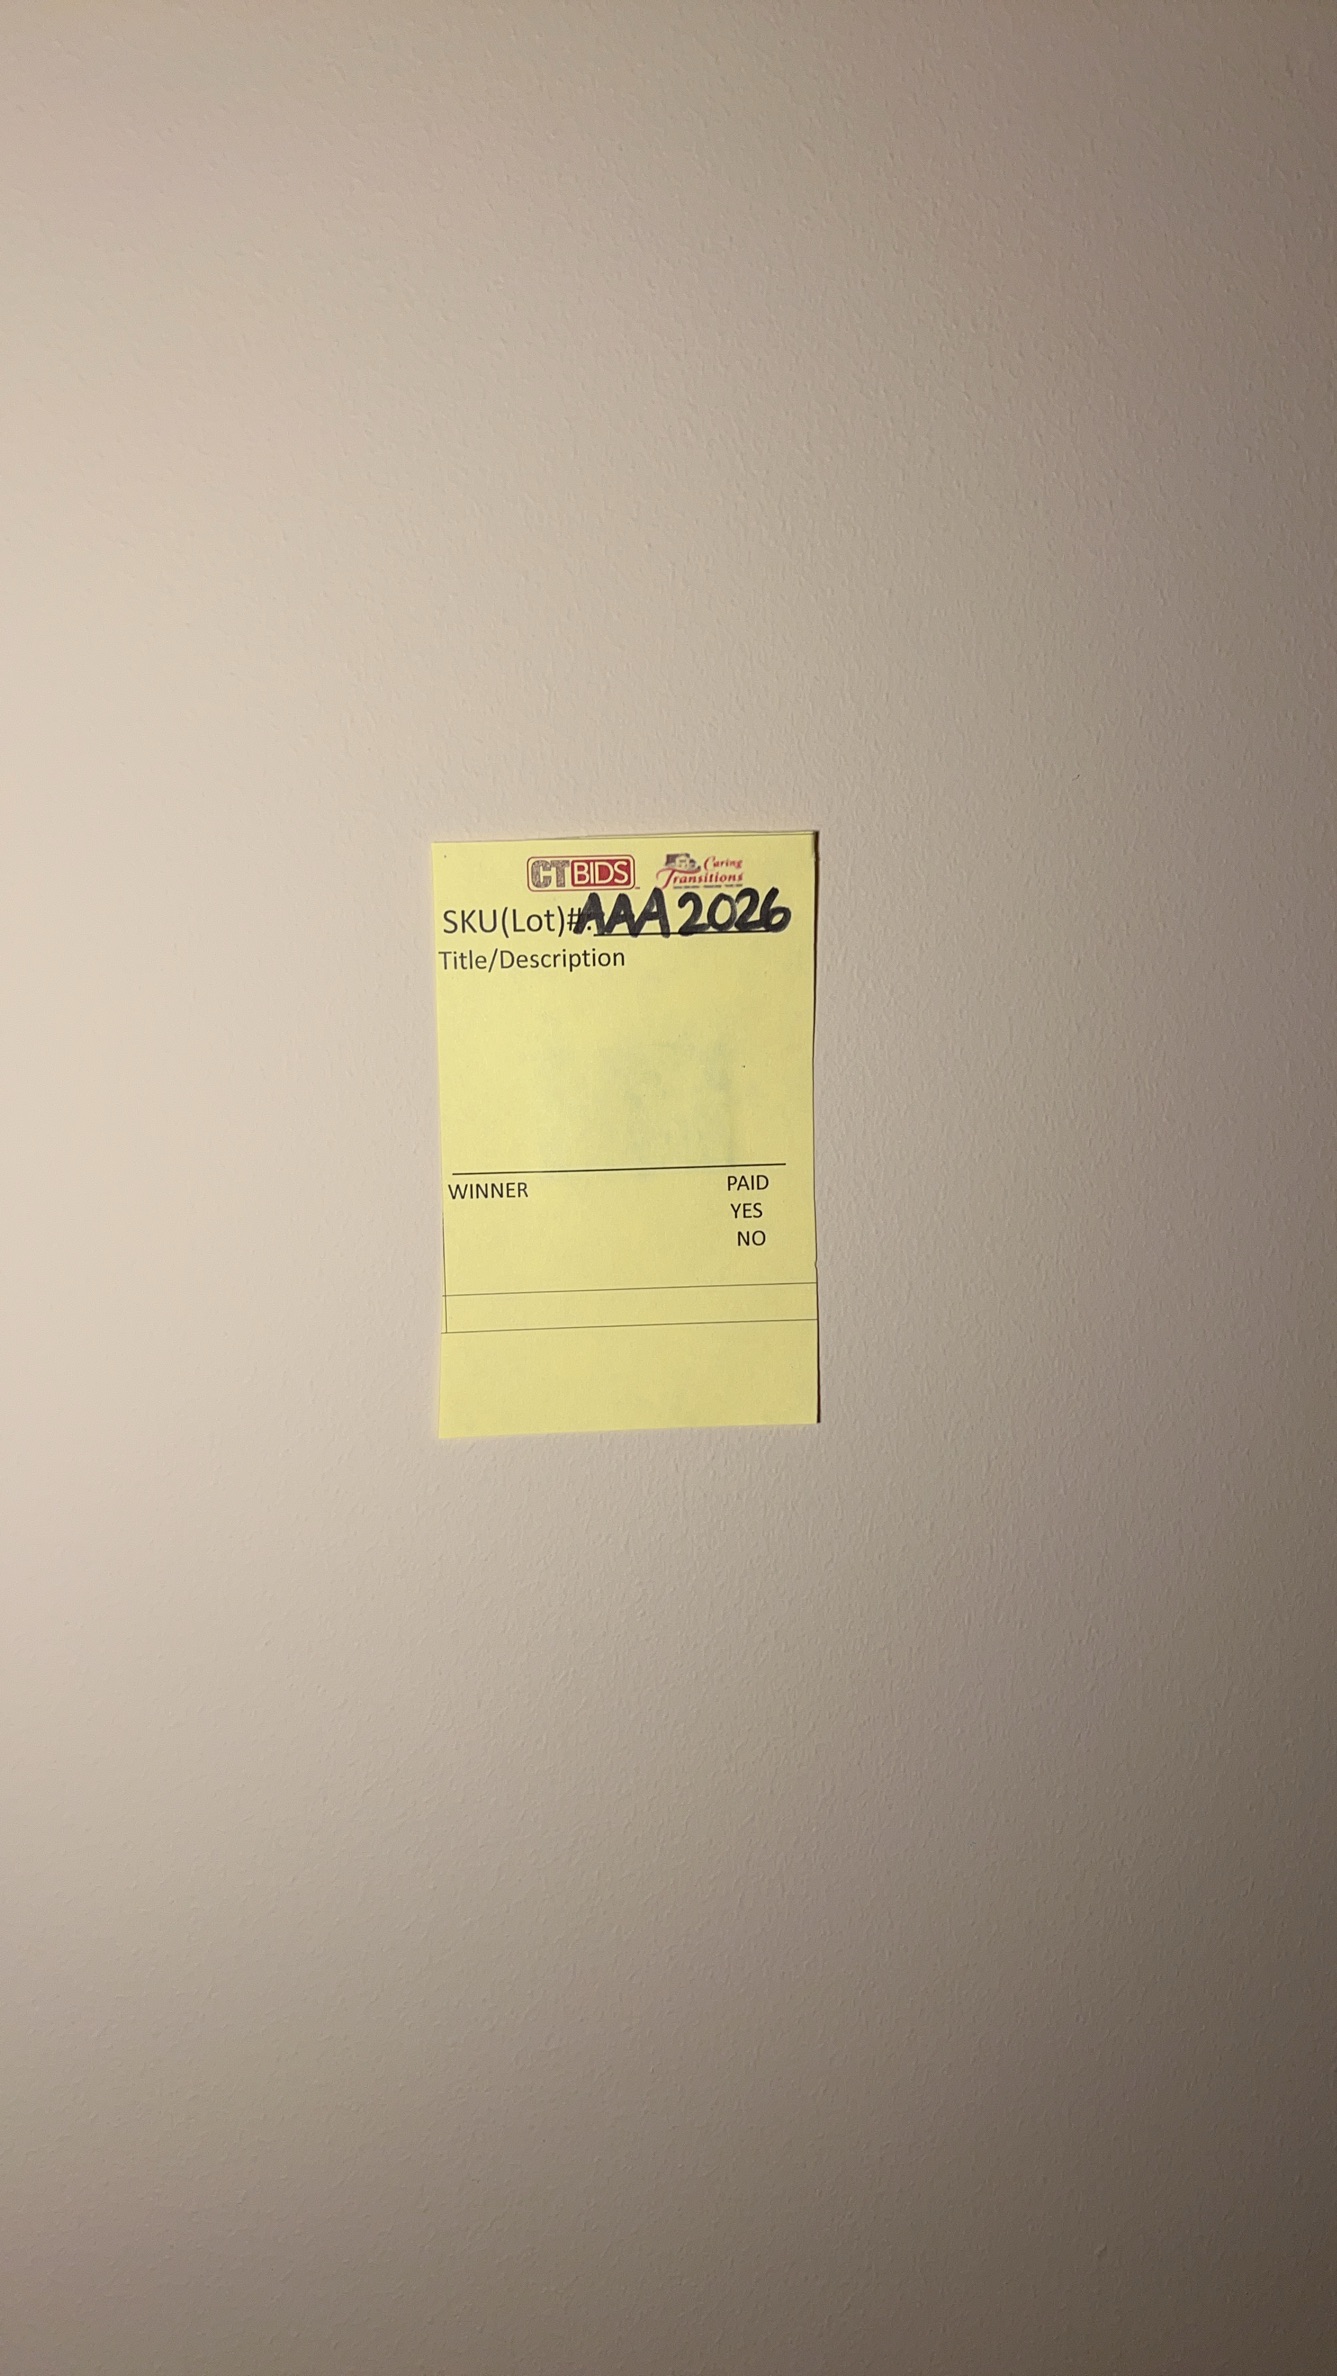 CTBIDS Caring Transitions
SKU(Lot)#: AAA2026
Title/Description
WINNER PAID
YES
NO